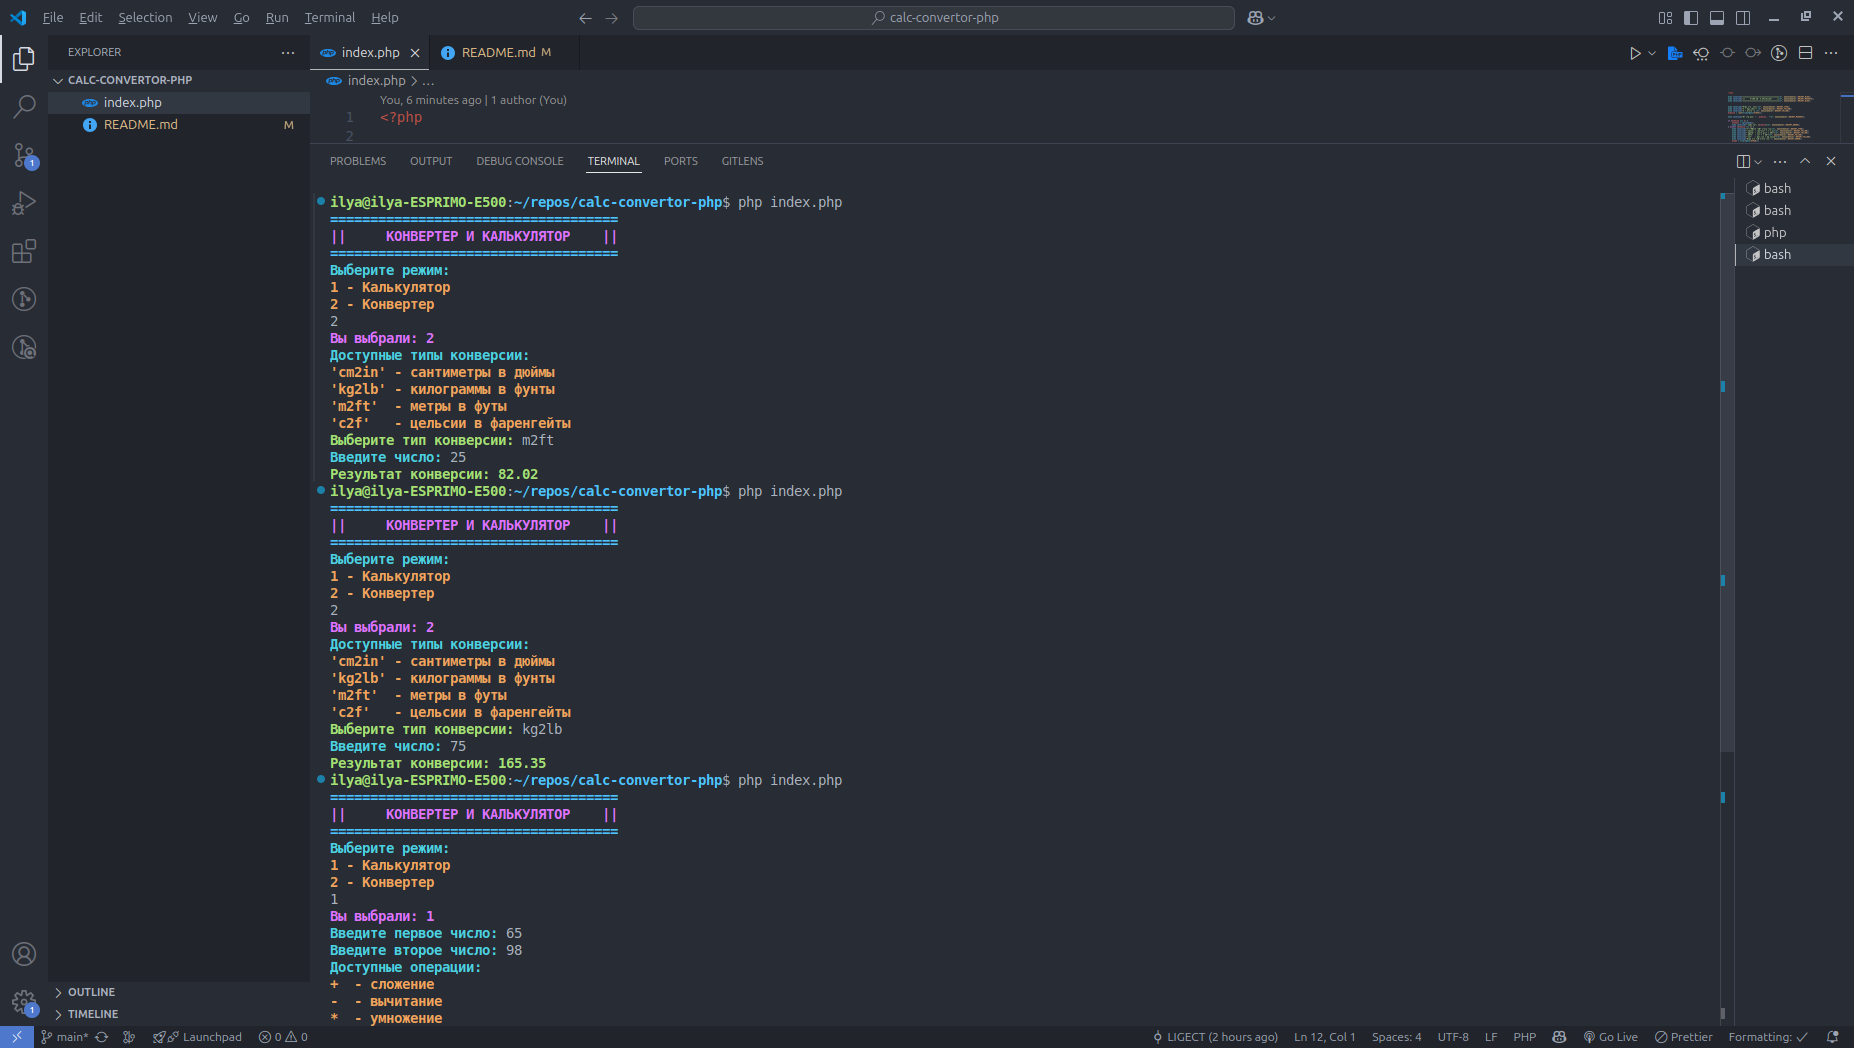 File Edit Selection View Go Run Terminal Help
calc-convertor-php
EXPLORER
CALC-CONVERTOR-PHP
index.php
README.md M
OUTLINE
TIMELINE
index.php
README.md M
index.php > ...
You, 6 minutes ago | 1 author (You)
1 <?php
2
PROBLEMS OUTPUT DEBUG CONSOLE TERMINAL PORTS GITLENS
bash
bash
php
bash
ilya@ilya-ESPRIMO-E500:~/repos/calc-convertor-php$ php index.php
====================================
||     КОНВЕРТЕР И КАЛЬКУЛЯТОР    ||
====================================
Выберите режим:
1 - Калькулятор
2 - Конвертер
2
Вы выбрали: 2
Доступные типы конверсии:
'cm2in' - сантиметры в дюймы
'kg2lb' - килограммы в фунты
'm2ft'  - метры в футы
'c2f'   - цельсии в фаренгейты
Выберите тип конверсии: m2ft
Введите число: 25
Результат конверсии: 82.02
ilya@ilya-ESPRIMO-E500:~/repos/calc-convertor-php$ php index.php
====================================
||     КОНВЕРТЕР И КАЛЬКУЛЯТОР    ||
====================================
Выберите режим:
1 - Калькулятор
2 - Конвертер
2
Вы выбрали: 2
Доступные типы конверсии:
'cm2in' - сантиметры в дюймы
'kg2lb' - килограммы в фунты
'm2ft'  - метры в футы
'c2f'   - цельсии в фаренгейты
Выберите тип конверсии: kg2lb
Введите число: 75
Результат конверсии: 165.35
ilya@ilya-ESPRIMO-E500:~/repos/calc-convertor-php$ php index.php
====================================
||     КОНВЕРТЕР И КАЛЬКУЛЯТОР    ||
====================================
Выберите режим:
1 - Калькулятор
2 - Конвертер
1
Вы выбрали: 1
Введите первое число: 65
Введите второе число: 98
Доступные операции:
+  - сложение
-  - вычитание
*  - умножение
1
1
main* Launchpad 0 0 LIGECT (2 hours ago) Ln 12, Col 1 Spaces: 4 UTF-8 LF PHP Go Live Prettier Formatting: ✓